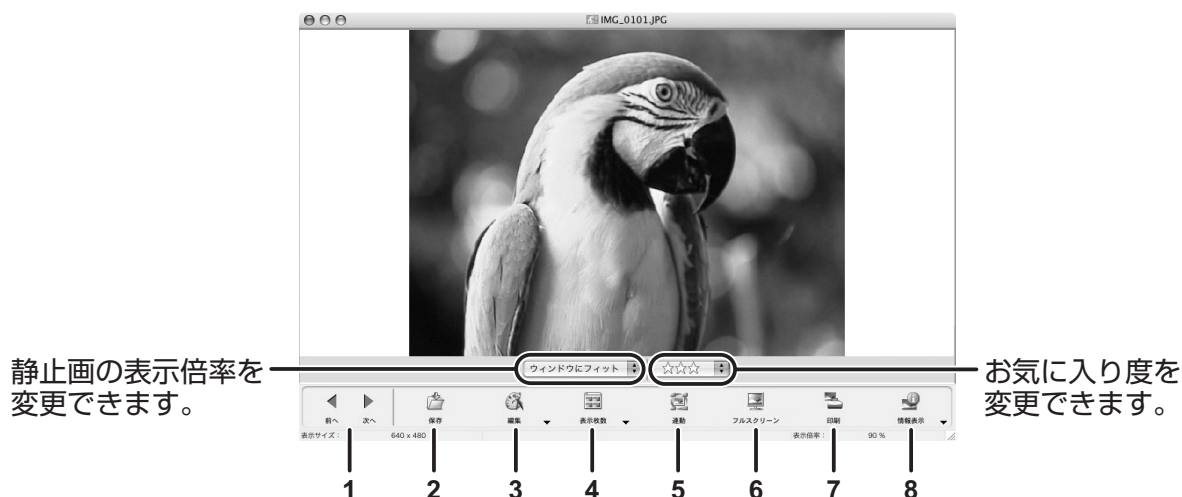 IMG_0101.JPG
静止画の表示倍率を
変更できます。
ウィンドウにフィット
☆☆☆
お気に入り度を
変更できます。
前へ 次へ 保存 編集 表示枚数 連動 フルスクリーン 印刷 情報表示
表示サイズ： 640 x 480 表示倍率： 90 %
1 2 3 4 5 6 7 8